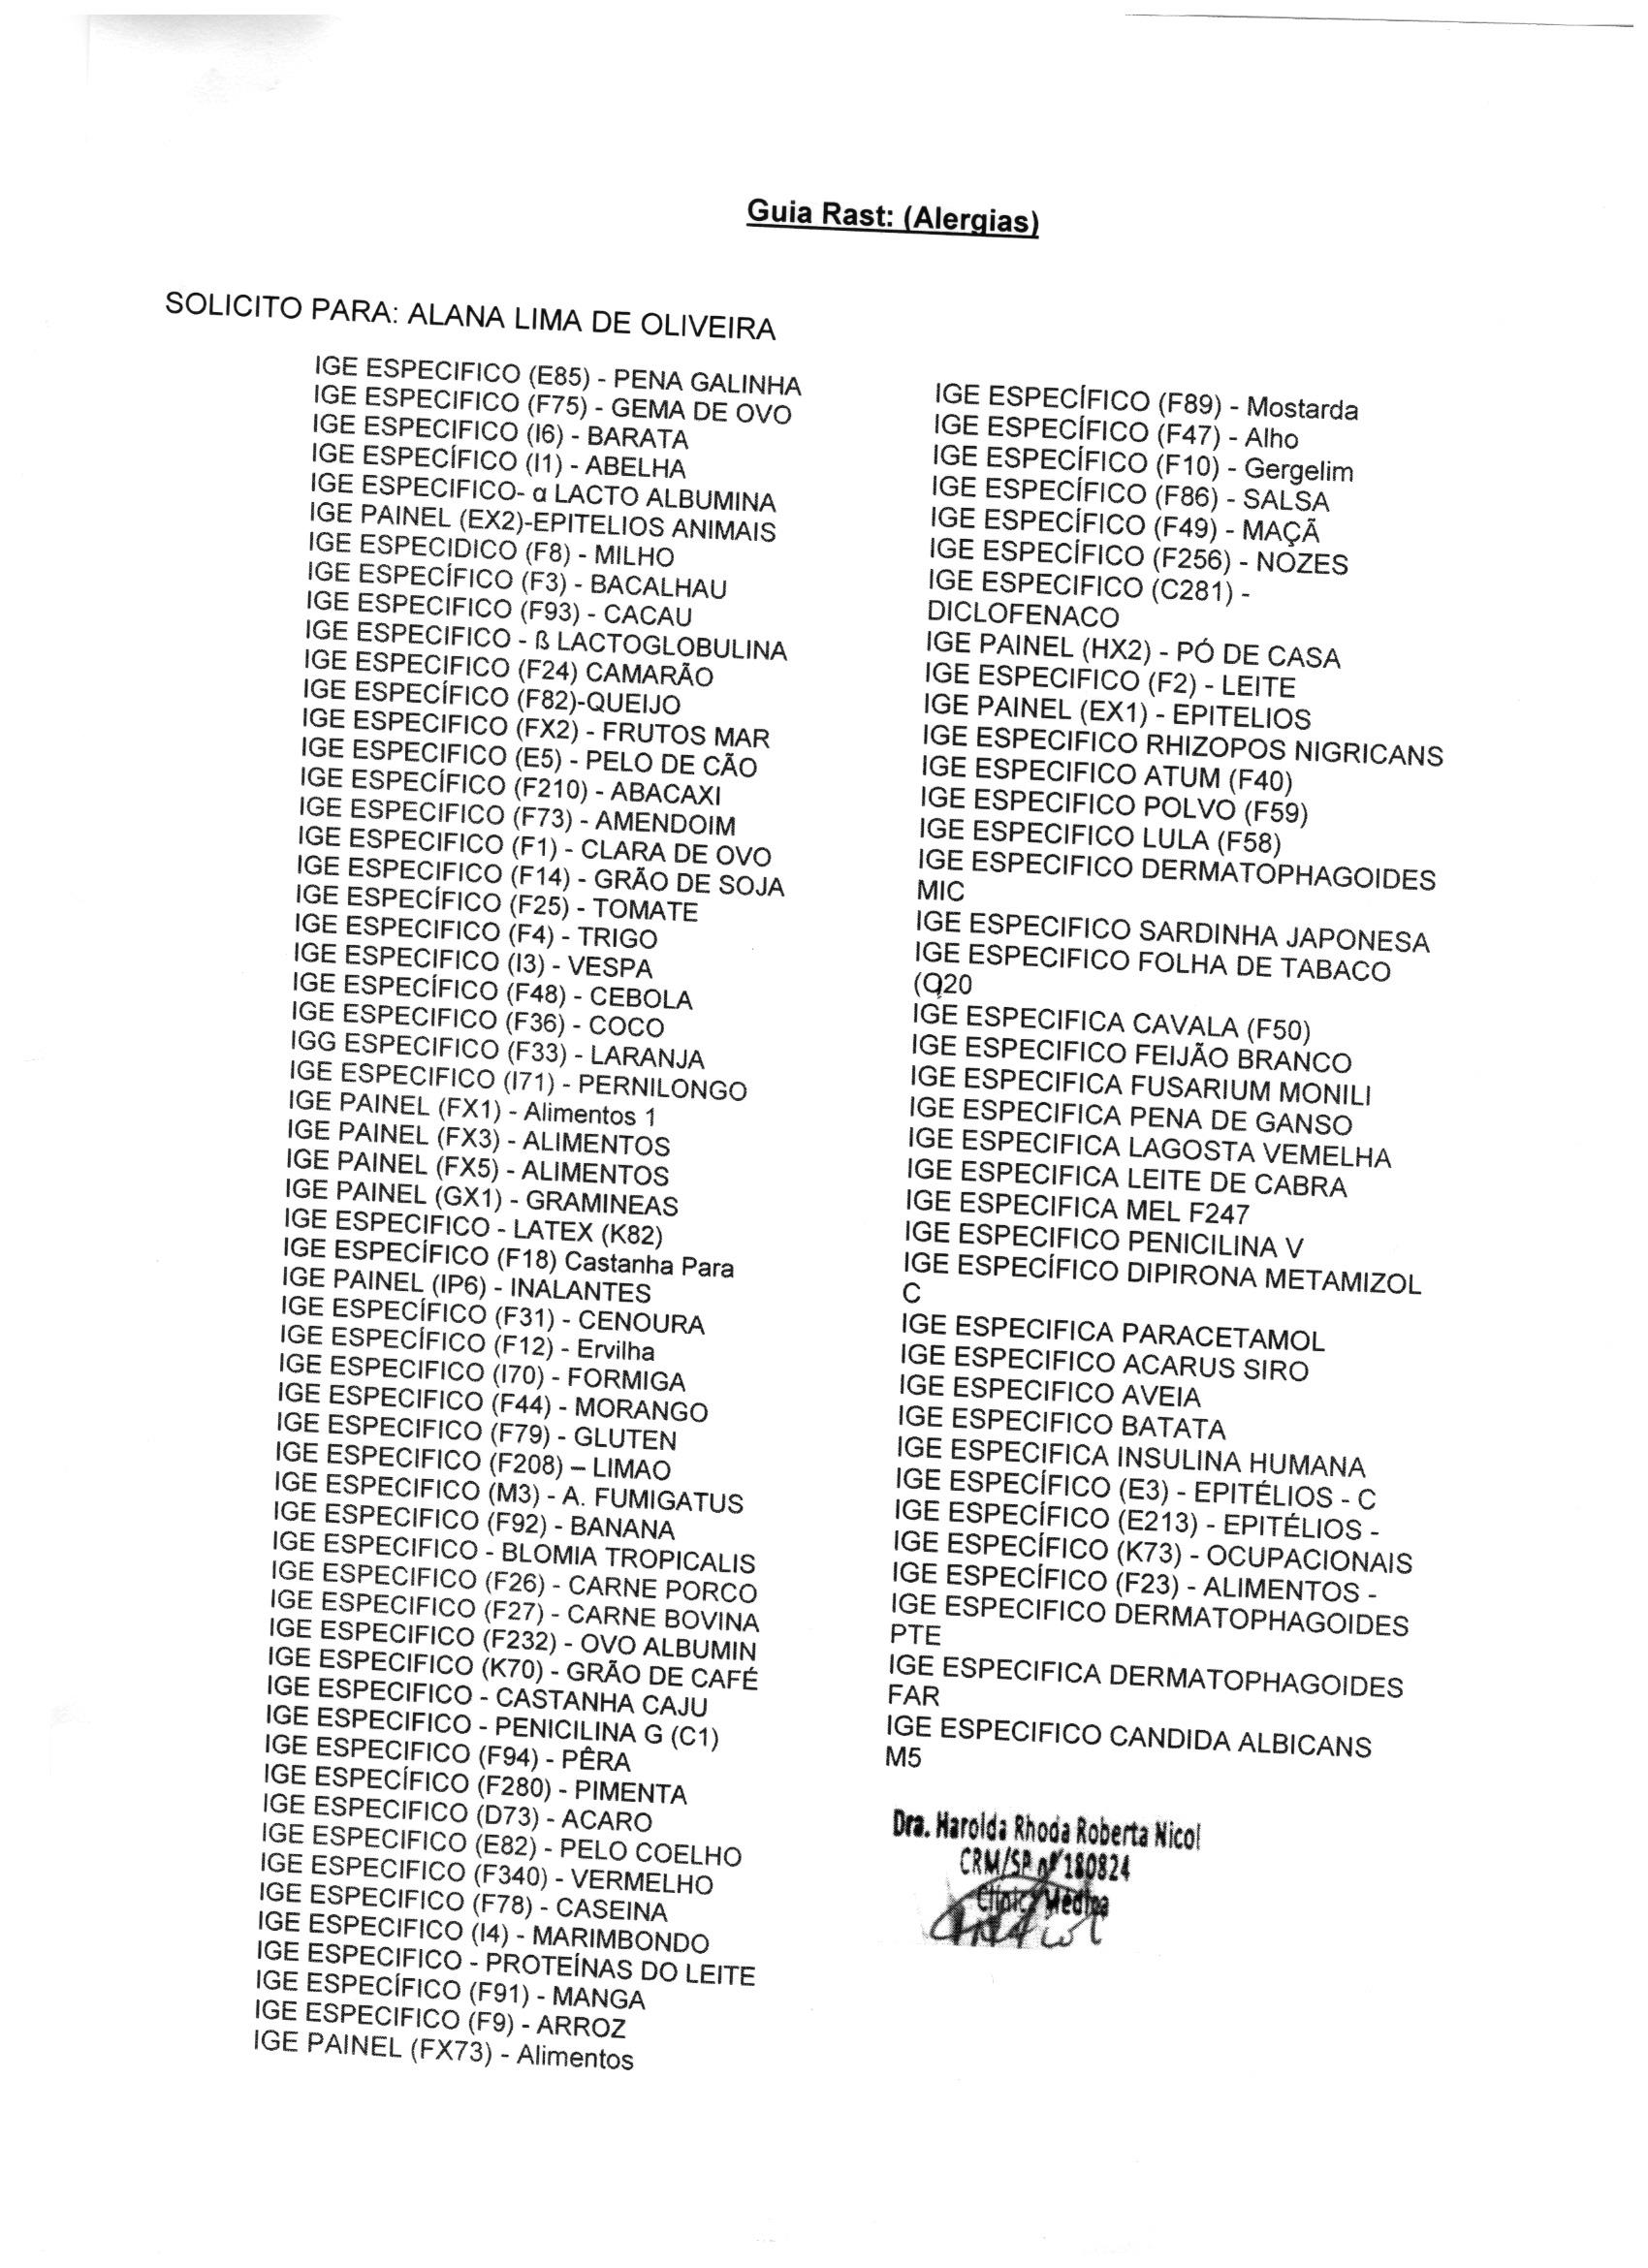 Guia Rast: (Alergias)
SOLICITO PARA: ALANA LIMA DE OLIVEIRA
IGE ESPECIFICO (E85) - PENA GALINHA
IGE ESPECIFICO (F75) - GEMA DE OVO
IGE ESPECIFICO (I6) - BARATA
IGE ESPECÍFICO (I1) - ABELHA
IGE ESPECIFICO- α LACTO ALBUMINA
IGE PAINEL (EX2)-EPITELIOS ANIMAIS
IGE ESPECIDICO (F8) - MILHO
IGE ESPECÍFICO (F3) - BACALHAU
IGE ESPECIFICO (F93) - CACAU
IGE ESPECIFICO - ß LACTOGLOBULINA
IGE ESPECIFICO (F24) CAMARÃO
IGE ESPECÍFICO (F82)-QUEIJO
IGE ESPECIFICO (FX2) - FRUTOS MAR
IGE ESPECIFICO (E5) - PELO DE CÃO
IGE ESPECÍFICO (F210) - ABACAXI
IGE ESPECIFICO (F73) - AMENDOIM
IGE ESPECIFICO (F1) - CLARA DE OVO
IGE ESPECIFICO (F14) - GRÃO DE SOJA
IGE ESPECÍFICO (F25) - TOMATE
IGE ESPECIFICO (F4) - TRIGO
IGE ESPECIFICO (I3) - VESPA
IGE ESPECÍFICO (F48) - CEBOLA
IGE ESPECIFICO (F36) - COCO
IGG ESPECIFICO (F33) - LARANJA
IGE ESPECIFICO (I71) - PERNILONGO
IGE PAINEL (FX1) - Alimentos 1
IGE PAINEL (FX3) - ALIMENTOS
IGE PAINEL (FX5) - ALIMENTOS
IGE PAINEL (GX1) - GRAMINEAS
IGE ESPECIFICO - LATEX (K82)
IGE ESPECÍFICO (F18) Castanha Para
IGE PAINEL (IP6) - INALANTES
IGE ESPECÍFICO (F31) - CENOURA
IGE ESPECÍFICO (F12) - Ervilha
IGE ESPECIFICO (I70) - FORMIGA
IGE ESPECIFICO (F44) - MORANGO
IGE ESPECIFICO (F79) - GLUTEN
IGE ESPECIFICO (F208) – LIMAO
IGE ESPECIFICO (M3) - A. FUMIGATUS
IGE ESPECIFICO (F92) - BANANA
IGE ESPECIFICO - BLOMIA TROPICALIS
IGE ESPECIFICO (F26) - CARNE PORCO
IGE ESPECIFICO (F27) - CARNE BOVINA
IGE ESPECIFICO (F232) - OVO ALBUMIN
IGE ESPECIFICO (K70) - GRÃO DE CAFÉ
IGE ESPECIFICO - CASTANHA CAJU
IGE ESPECIFICO - PENICILINA G (C1)
IGE ESPECIFICO (F94) - PÊRA
IGE ESPECÍFICO (F280) - PIMENTA
IGE ESPECIFICO (D73) - ACARO
IGE ESPECIFICO (E82) - PELO COELHO
IGE ESPECIFICO (F340) - VERMELHO
IGE ESPECIFICO (F78) - CASEINA
IGE ESPECIFICO (I4) - MARIMBONDO
IGE ESPECIFICO - PROTEÍNAS DO LEITE
IGE ESPECÍFICO (F91) - MANGA
IGE ESPECIFICO (F9) - ARROZ
IGE PAINEL (FX73) - Alimentos
IGE ESPECÍFICO (F89) - Mostarda
IGE ESPECÍFICO (F47) - Alho
IGE ESPECÍFICO (F10) - Gergelim
IGE ESPECÍFICO (F86) - SALSA
IGE ESPECÍFICO (F49) - MAÇÃ
IGE ESPECÍFICO (F256) - NOZES
IGE ESPECIFICO (C281) -
DICLOFENACO
IGE PAINEL (HX2) - PÓ DE CASA
IGE ESPECIFICO (F2) - LEITE
IGE PAINEL (EX1) - EPITELIOS
IGE ESPECIFICO RHIZOPOS NIGRICANS
IGE ESPECIFICO ATUM (F40)
IGE ESPECIFICO POLVO (F59)
IGE ESPECIFICO LULA (F58)
IGE ESPECIFICO DERMATOPHAGOIDES
MIC
IGE ESPECIFICO SARDINHA JAPONESA
IGE ESPECIFICO FOLHA DE TABACO
(O20
IGE ESPECIFICA CAVALA (F50)
IGE ESPECIFICO FEIJÃO BRANCO
IGE ESPECIFICA FUSARIUM MONILI
IGE ESPECIFICA PENA DE GANSO
IGE ESPECIFICA LAGOSTA VEMELHA
IGE ESPECIFICA LEITE DE CABRA
IGE ESPECIFICA MEL F247
IGE ESPECIFICO PENICILINA V
IGE ESPECÍFICO DIPIRONA METAMIZOL
C
IGE ESPECIFICA PARACETAMOL
IGE ESPECIFICO ACARUS SIRO
IGE ESPECIFICO AVEIA
IGE ESPECIFICO BATATA
IGE ESPECIFICA INSULINA HUMANA
IGE ESPECÍFICO (E3) - EPITÉLIOS - C
IGE ESPECÍFICO (E213) - EPITÉLIOS -
IGE ESPECÍFICO (K73) - OCUPACIONAIS
IGE ESPECÍFICO (F23) - ALIMENTOS -
IGE ESPECIFICO DERMATOPHAGOIDES
PTE
IGE ESPECIFICA DERMATOPHAGOIDES
FAR
IGE ESPECIFICO CANDIDA ALBICANS
M5
Dra. Harolda Rhoda Roberta Nicol
CRM/SP nº 180824
Clínica Médica